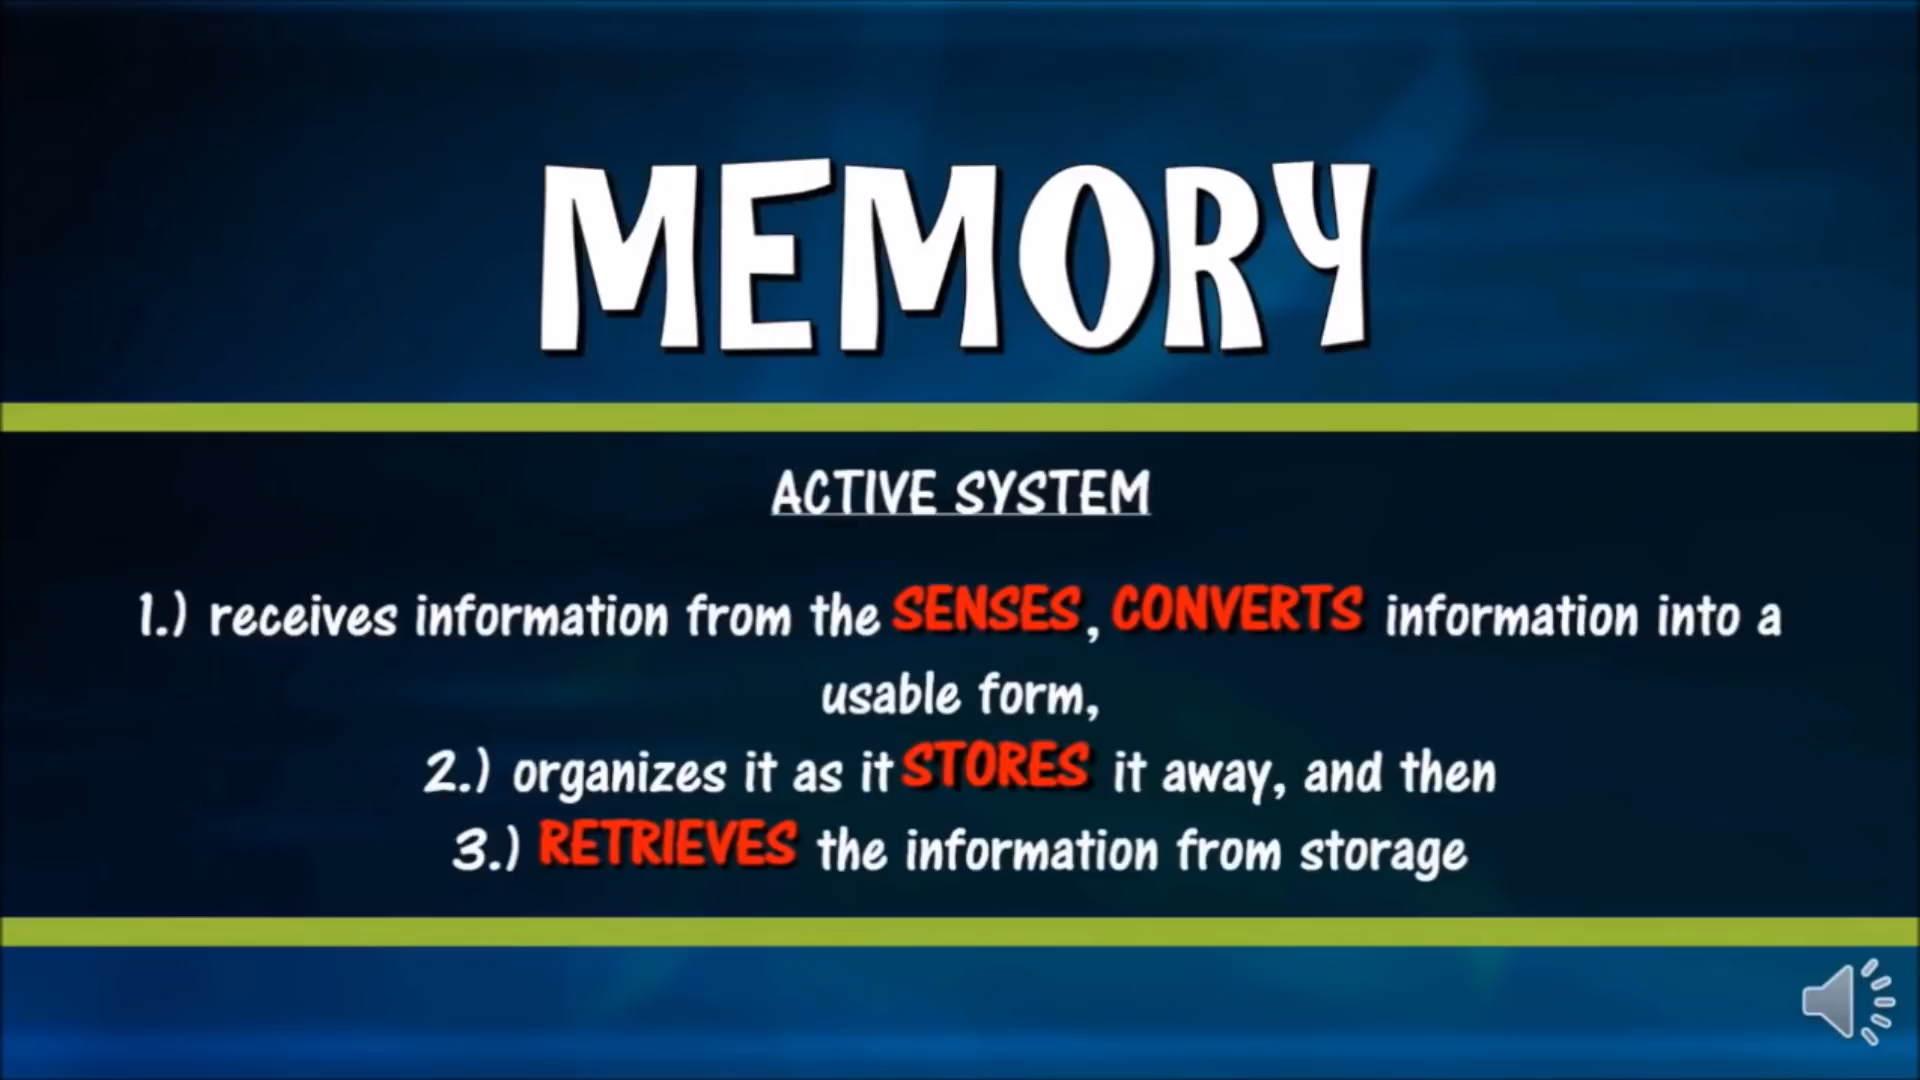 MEMORY
ACTIVE SYSTEM
1.) receives information from the SENSES, CONVERTS information into a
usable form,
2.) organizes it as it STORES it away, and then
3.) RETRIEVES the information from storage